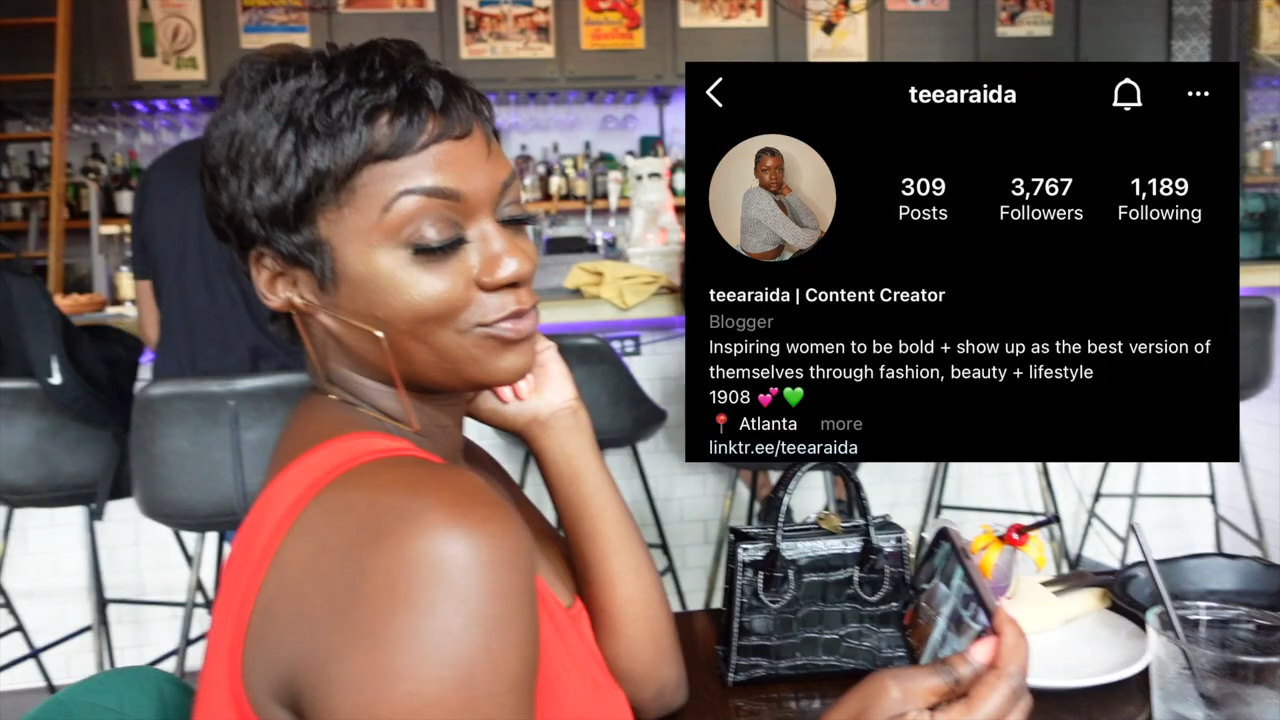 teearaida
309
3,767
1,189
Posts
Followers
Following
teearaida | Content Creator
Blogger
Inspiring women to be bold + show up as the best version of
themselves through fashion, beauty + lifestyle
1908 💕💚
📍 Atlanta more
linktr.ee/teearaida